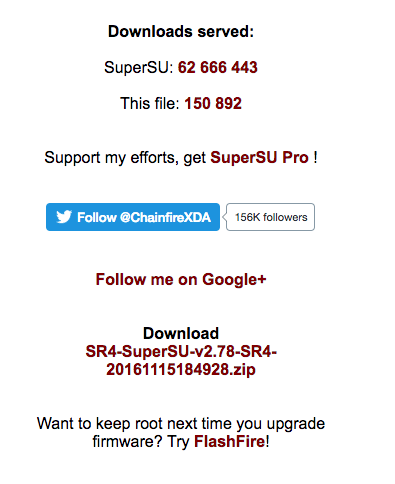 Downloads served:
SuperSU: 62 666 443
This file: 150 892
Support my efforts, get SuperSU Pro !
Follow @ChainfireXDA
156K followers
Follow me on Google+
Download
SR4-SuperSU-v2.78-SR4-
20161115184928.zip
Want to keep root next time you upgrade
firmware? Try FlashFire!